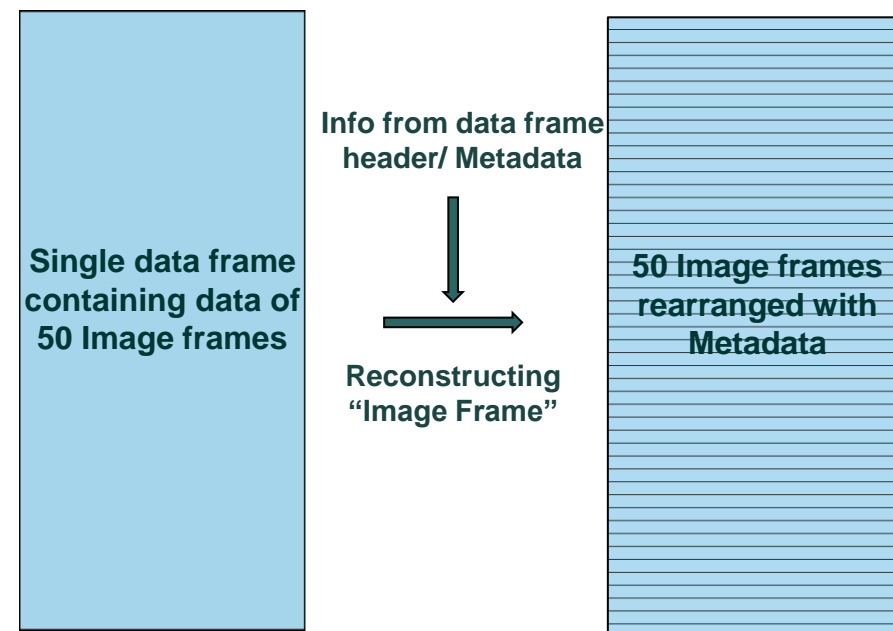 Single data frame
containing data of
50 Image frames
Info from data frame
header/ Metadata
Reconstructing
“Image Frame”
50 Image frames
rearranged with
Metadata